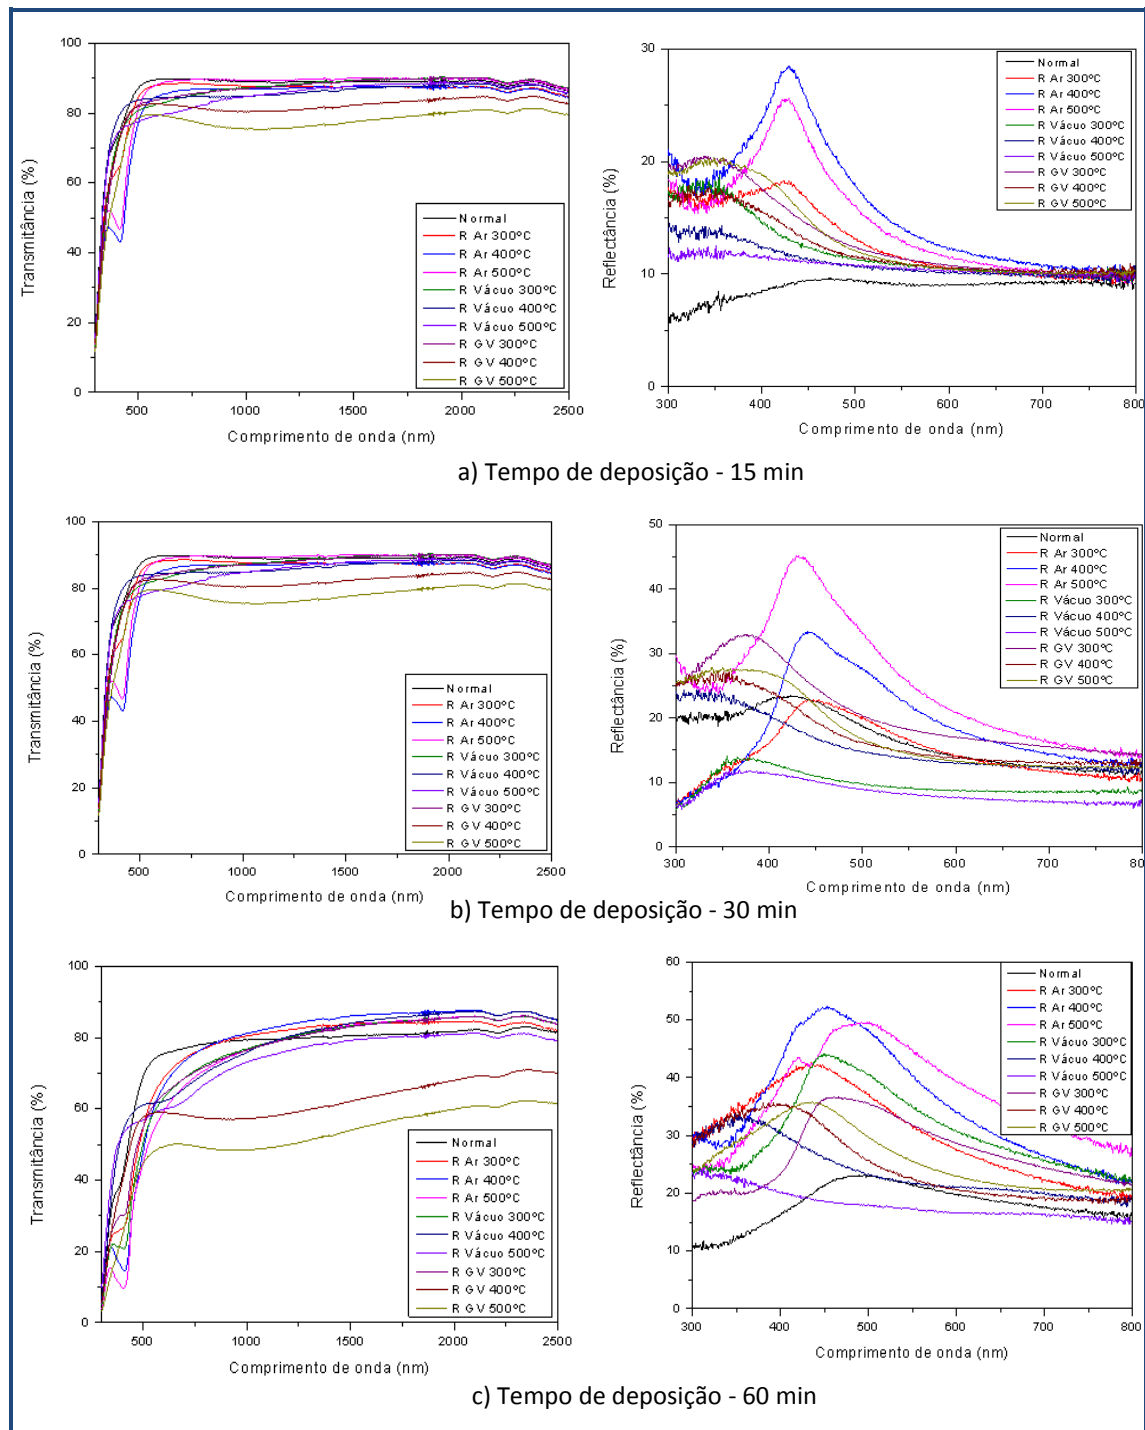 100
80
60
40
20
0
500
1000
1500
2000
2500
Transmitância (%)
Comprimento de onda (nm)
Normal
R Ar 300ºC
R Ar 400ºC
R Ar 500ºC
R Vácuo 300ºC
R Vácuo 400ºC
R Vácuo 500ºC
R GV 300ºC
R GV 400ºC
R GV 500ºC
30
20
10
0
300
400
500
600
700
800
Reflectância (%)
Comprimento de onda (nm)
Normal
R Ar 300ºC
R Ar 400ºC
R Ar 500ºC
R Vácuo 300ºC
R Vácuo 400ºC
R Vácuo 500ºC
R GV 300ºC
R GV 400ºC
R GV 500ºC
a) Tempo de deposição - 15 min
100
80
60
40
20
0
500
1000
1500
2000
2500
Transmitância (%)
Comprimento de onda (nm)
Normal
R Ar 300ºC
R Ar 400ºC
R Ar 500ºC
R Vácuo 300ºC
R Vácuo 400ºC
R Vácuo 500ºC
R GV 300ºC
R GV 400ºC
R GV 500ºC
50
40
30
20
10
0
300
400
500
600
700
800
Reflectância (%)
Comprimento de onda (nm)
Normal
R Ar 300ºC
R Ar 400ºC
R Ar 500ºC
R Vácuo 300ºC
R Vácuo 400ºC
R Vácuo 500ºC
R GV 300ºC
R GV 400ºC
R GV 500ºC
b) Tempo de deposição - 30 min
100
80
60
40
20
0
500
1000
1500
2000
2500
Transmitância (%)
Comprimento de onda (nm)
Normal
R Ar 300ºC
R Ar 400ºC
R Ar 500ºC
R Vácuo 300ºC
R Vácuo 400ºC
R Vácuo 500ºC
R GV 300ºC
R GV 400ºC
R GV 500ºC
60
50
40
30
20
10
0
300
400
500
600
700
800
Reflectância (%)
Comprimento de onda (nm)
Normal
R Ar 300ºC
R Ar 400ºC
R Ar 500ºC
R Vácuo 300ºC
R Vácuo 400ºC
R Vácuo 500ºC
R GV 300ºC
R GV 400ºC
R GV 500ºC
c) Tempo de deposição - 60 min